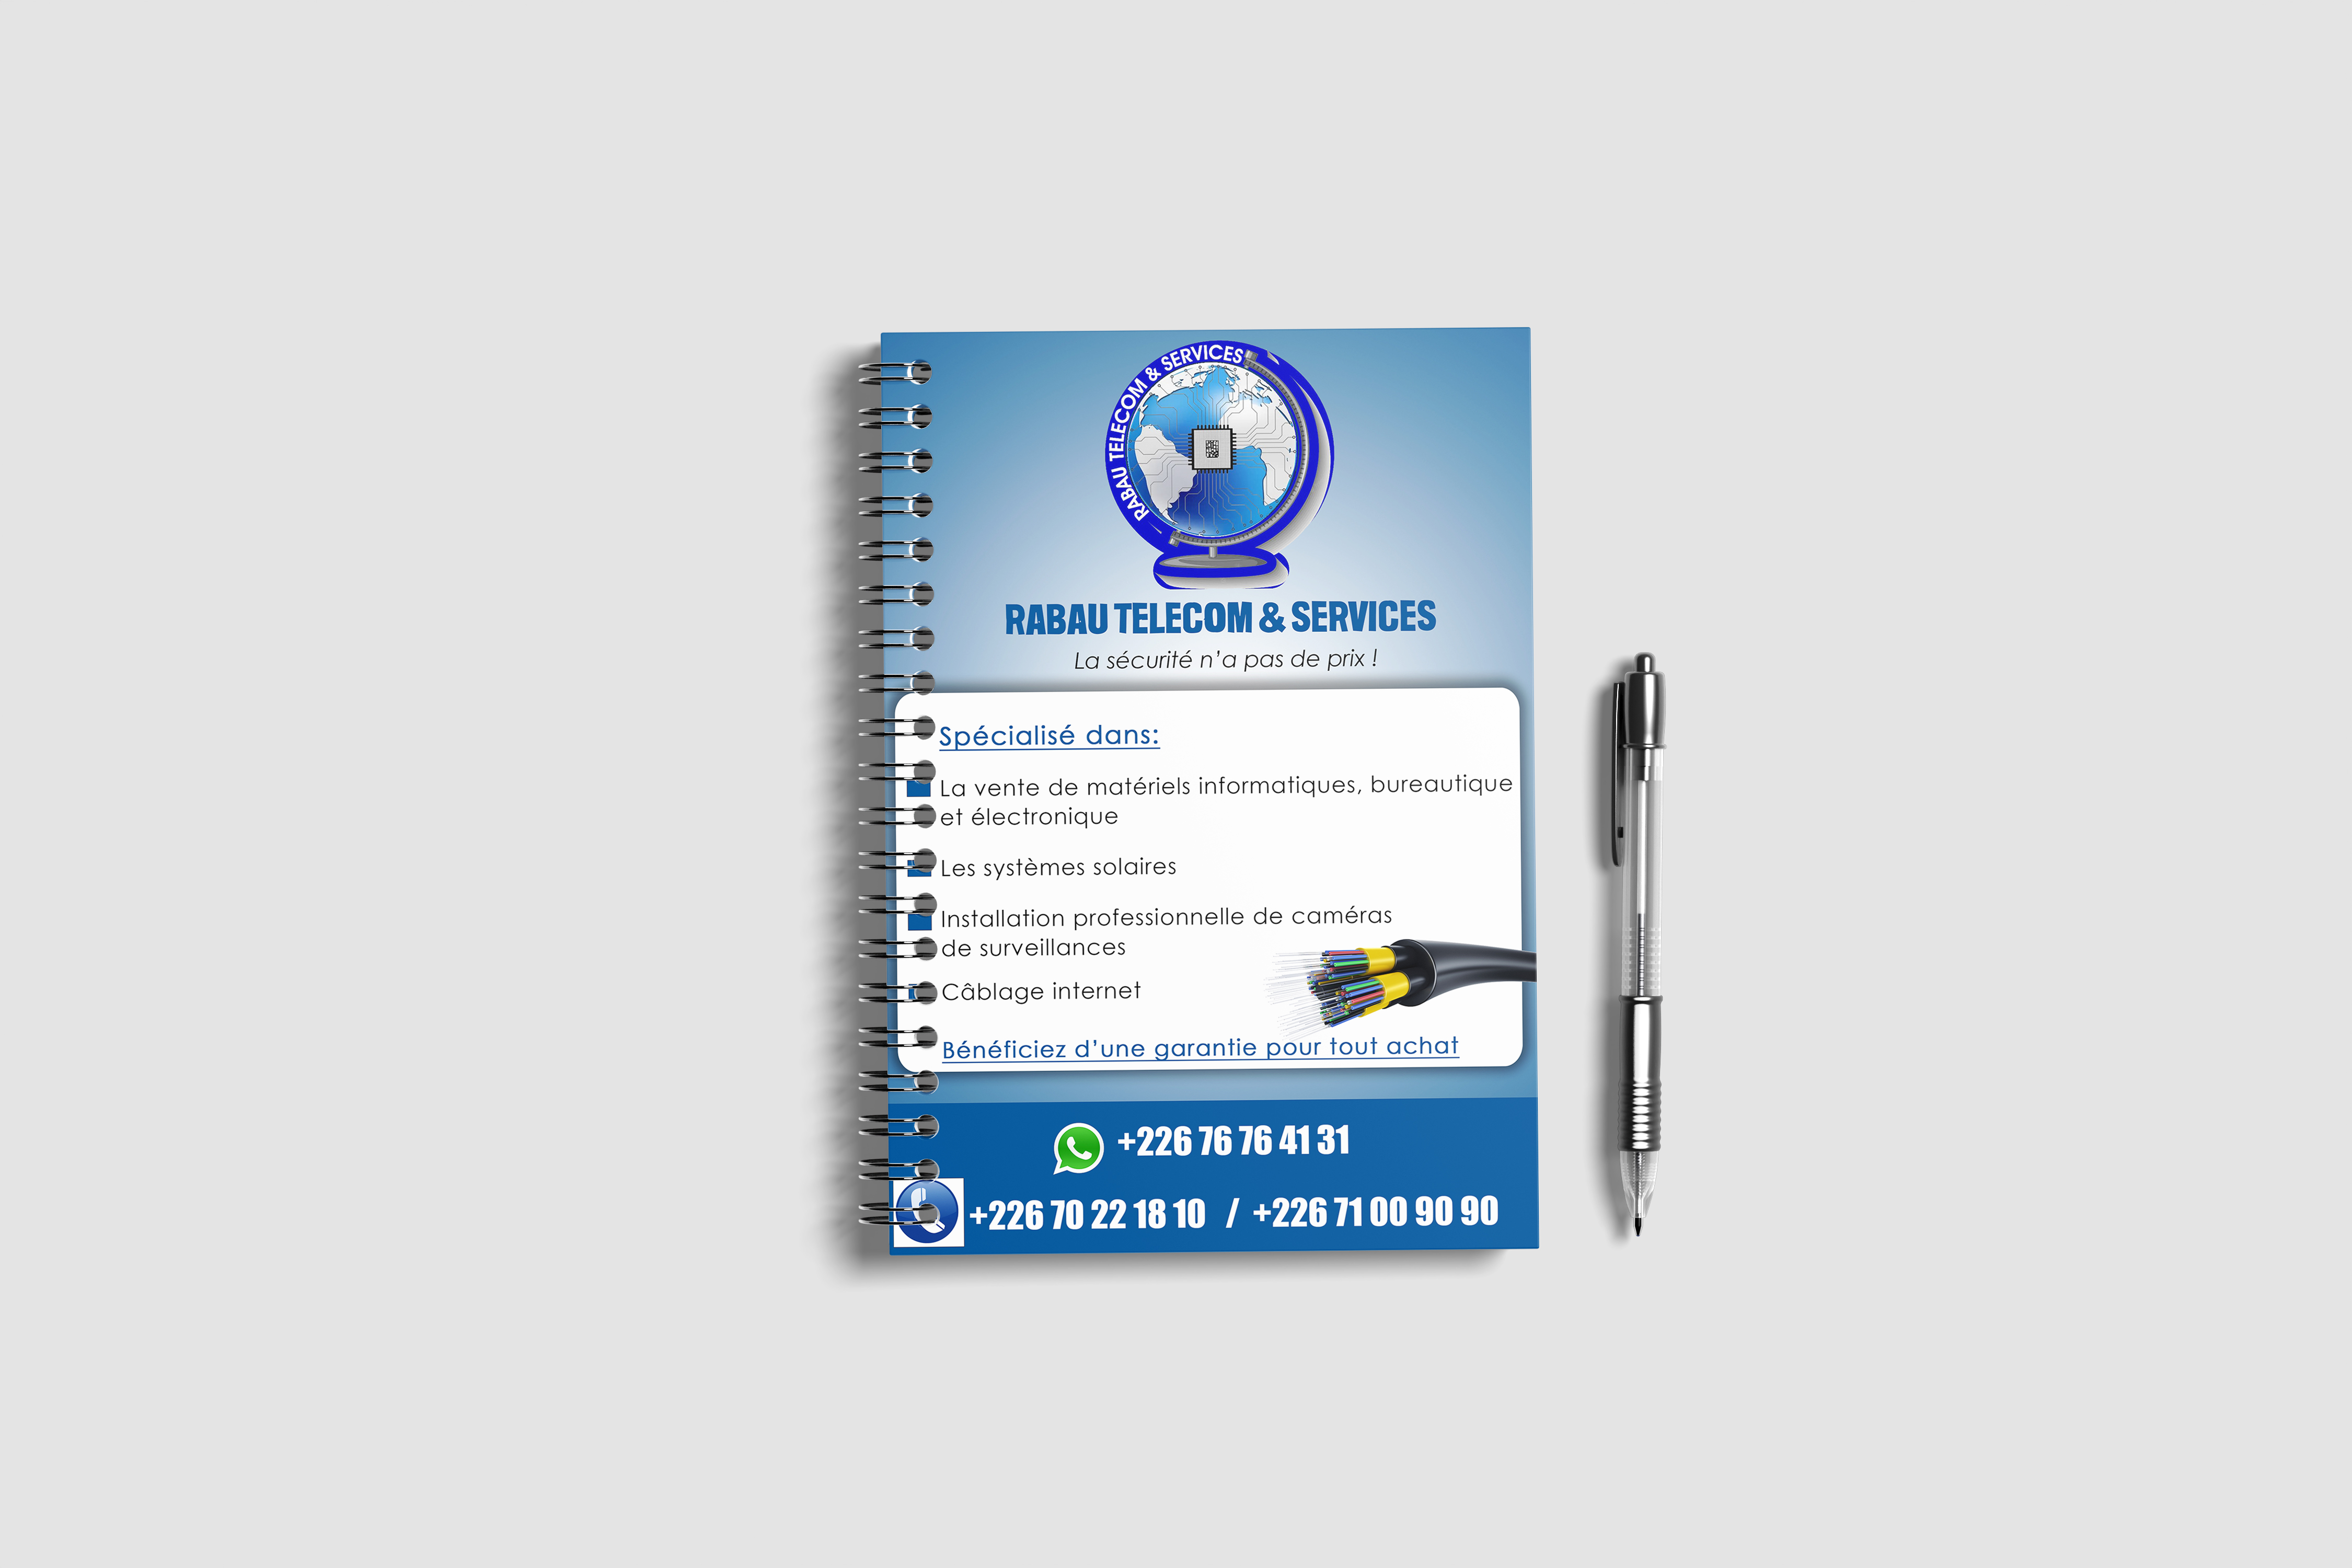 RABAU TELECOM & SERVICES
RABAU TELECOM & SERVICES
La sécurité n'a pas de prix !
Spécialisé dans:
La vente de matériels informatiques, bureautique
et électronique
Les systèmes solaires
Installation professionnelle de caméras
de surveillances
Câblage internet
Bénéficiez d'une garantie pour tout achat
+226 76 76 41 31
+226 70 22 18 10 / +226 71 00 90 90